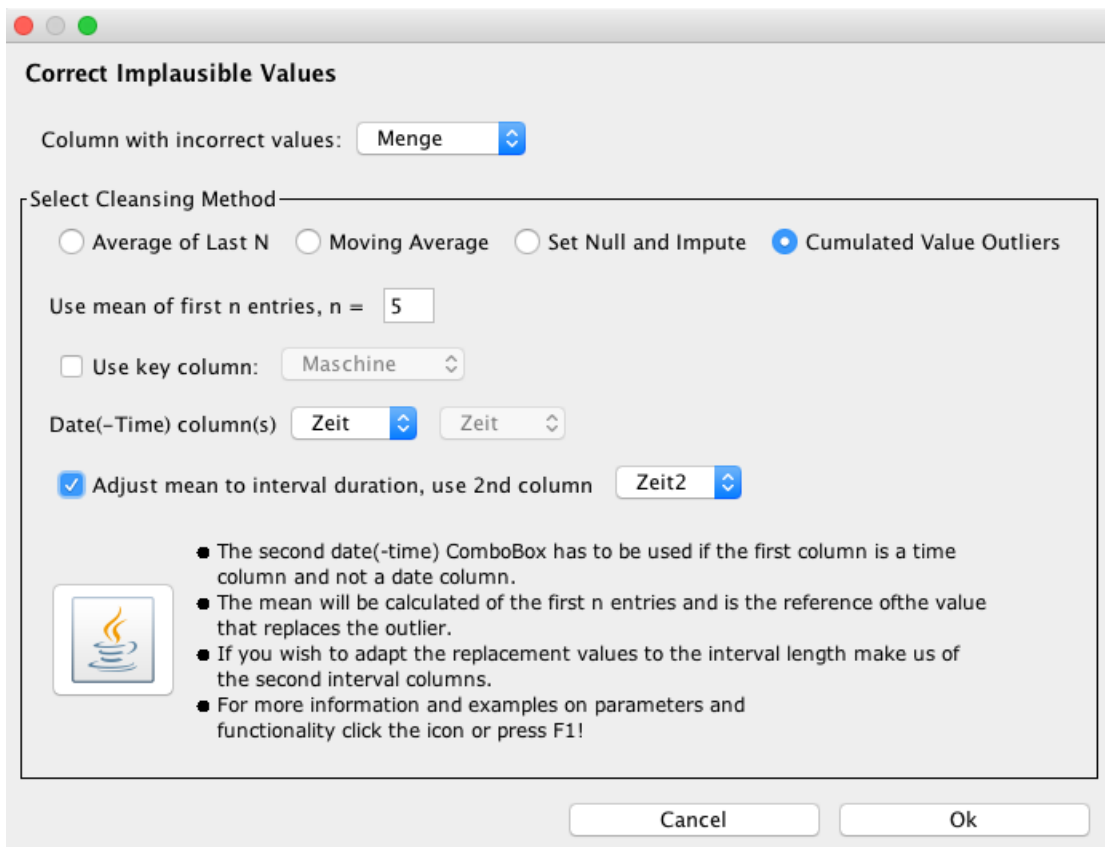 Correct Implausible Values
Column with incorrect values: Menge
Select Cleansing Method
Average of Last N Moving Average Set Null and Impute Cumulated Value Outliers
Use mean of first n entries, n = 5
Use key column: Maschine
Date(-Time) column(s) Zeit Zeit
Adjust mean to interval duration, use 2nd column Zeit2
● The second date(-time) ComboBox has to be used if the first column is a time
column and not a date column.
● The mean will be calculated of the first n entries and is the reference ofthe value
that replaces the outlier.
● If you wish to adapt the replacement values to the interval length make us of
the second interval columns.
● For more information and examples on parameters and
functionality click the icon or press F1!
Cancel Ok